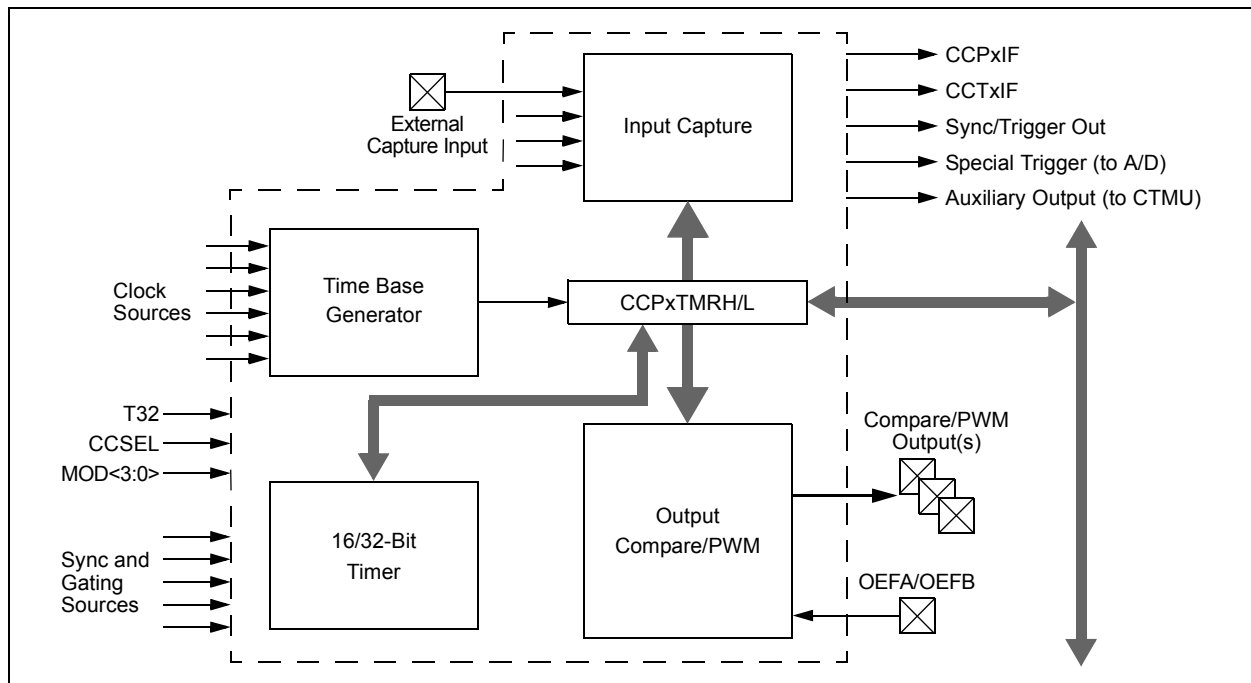 CCPxIF
CCTxIF
Sync/Trigger Out
Special Trigger (to A/D)
Auxiliary Output (to CTMU)
External
Capture Input
Input Capture
Clock
Sources
Time Base
Generator
CCPxTMRH/L
T32
CCSEL
MOD<3:0>
Sync and
Gating
Sources
16/32-Bit
Timer
Output
Compare/PWM
Compare/PWM
Output(s)
OEFA/OEFB